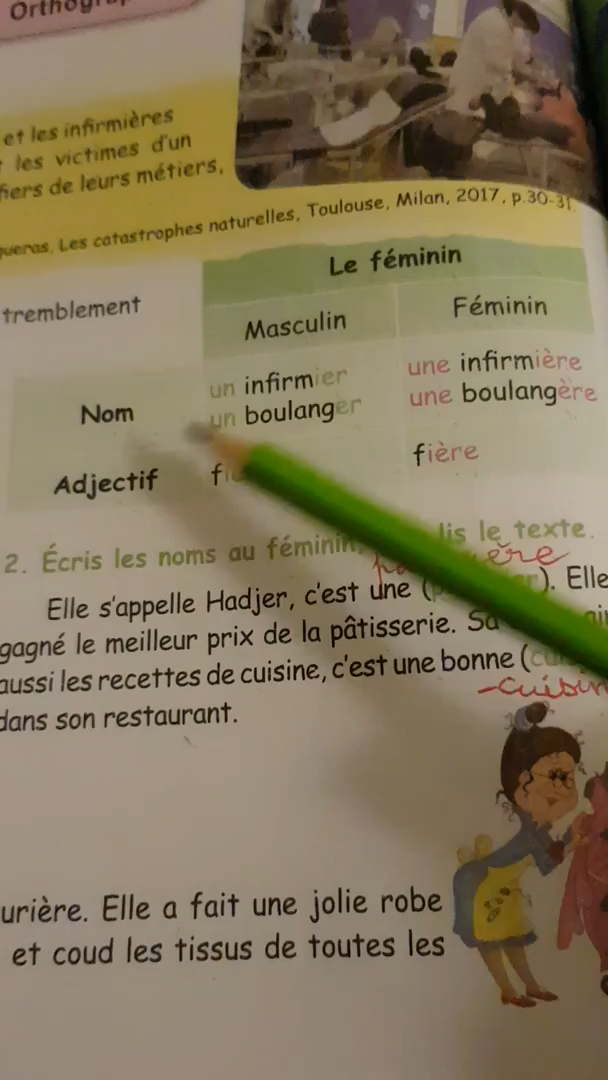 et les infirmières
les victimes d'un
fiers de leurs métiers,
Les catastrophes naturelles, Toulouse, Milan, 2017, p.30-31
tremblement
Le féminin
Masculin
Féminin
Nom
un infirmier
un boulanger
une infirmière
une boulangère
Adjectif
fière
2. Écris les noms au féminin lis le texte.
Elle s'appelle Hadjer, c'est une ( ). Elle
gagné le meilleur prix de la pâtisserie.
aussi les recettes de cuisine, c'est une bonne (
dans son restaurant.
Elle a fait une jolie robe
et coud les tissus de toutes les